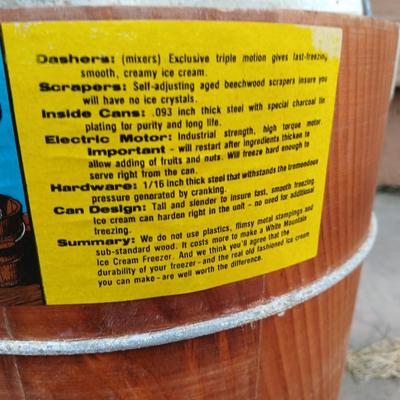 Dashers: (mixers) Exclusive triple motion gives fast-freezing,
smooth, creamy ice cream.
Scrapers: Self-adjusting aged beechwood scrapers insure you
will have no ice crystals.
Inside Cans: .093 inch thick steel with special charcoal tin
plating for purity and long life.
Electric Motor: Industrial strength, high torque motor
Important - will restart after ingredients thicken to
allow adding of fruits and nuts. Will freeze hard enough to
serve right from the can.
Hardware: 1/16 inch thick steel that withstands the tremendous
pressure generated by cranking.
Can Design: Tall and slender to insure fast, smooth freezing.
Ice cream can harden right in the unit - no need for additional
freezing.
Summary: We do not use plastics, flimsy metal stampings and
sub-standard wood. It costs more to make a White Mountain
Ice Cream Freezer. And we think you'll agree that the
durability of your freezer - and the real old fashioned ice cream
you can make - are well worth the difference.